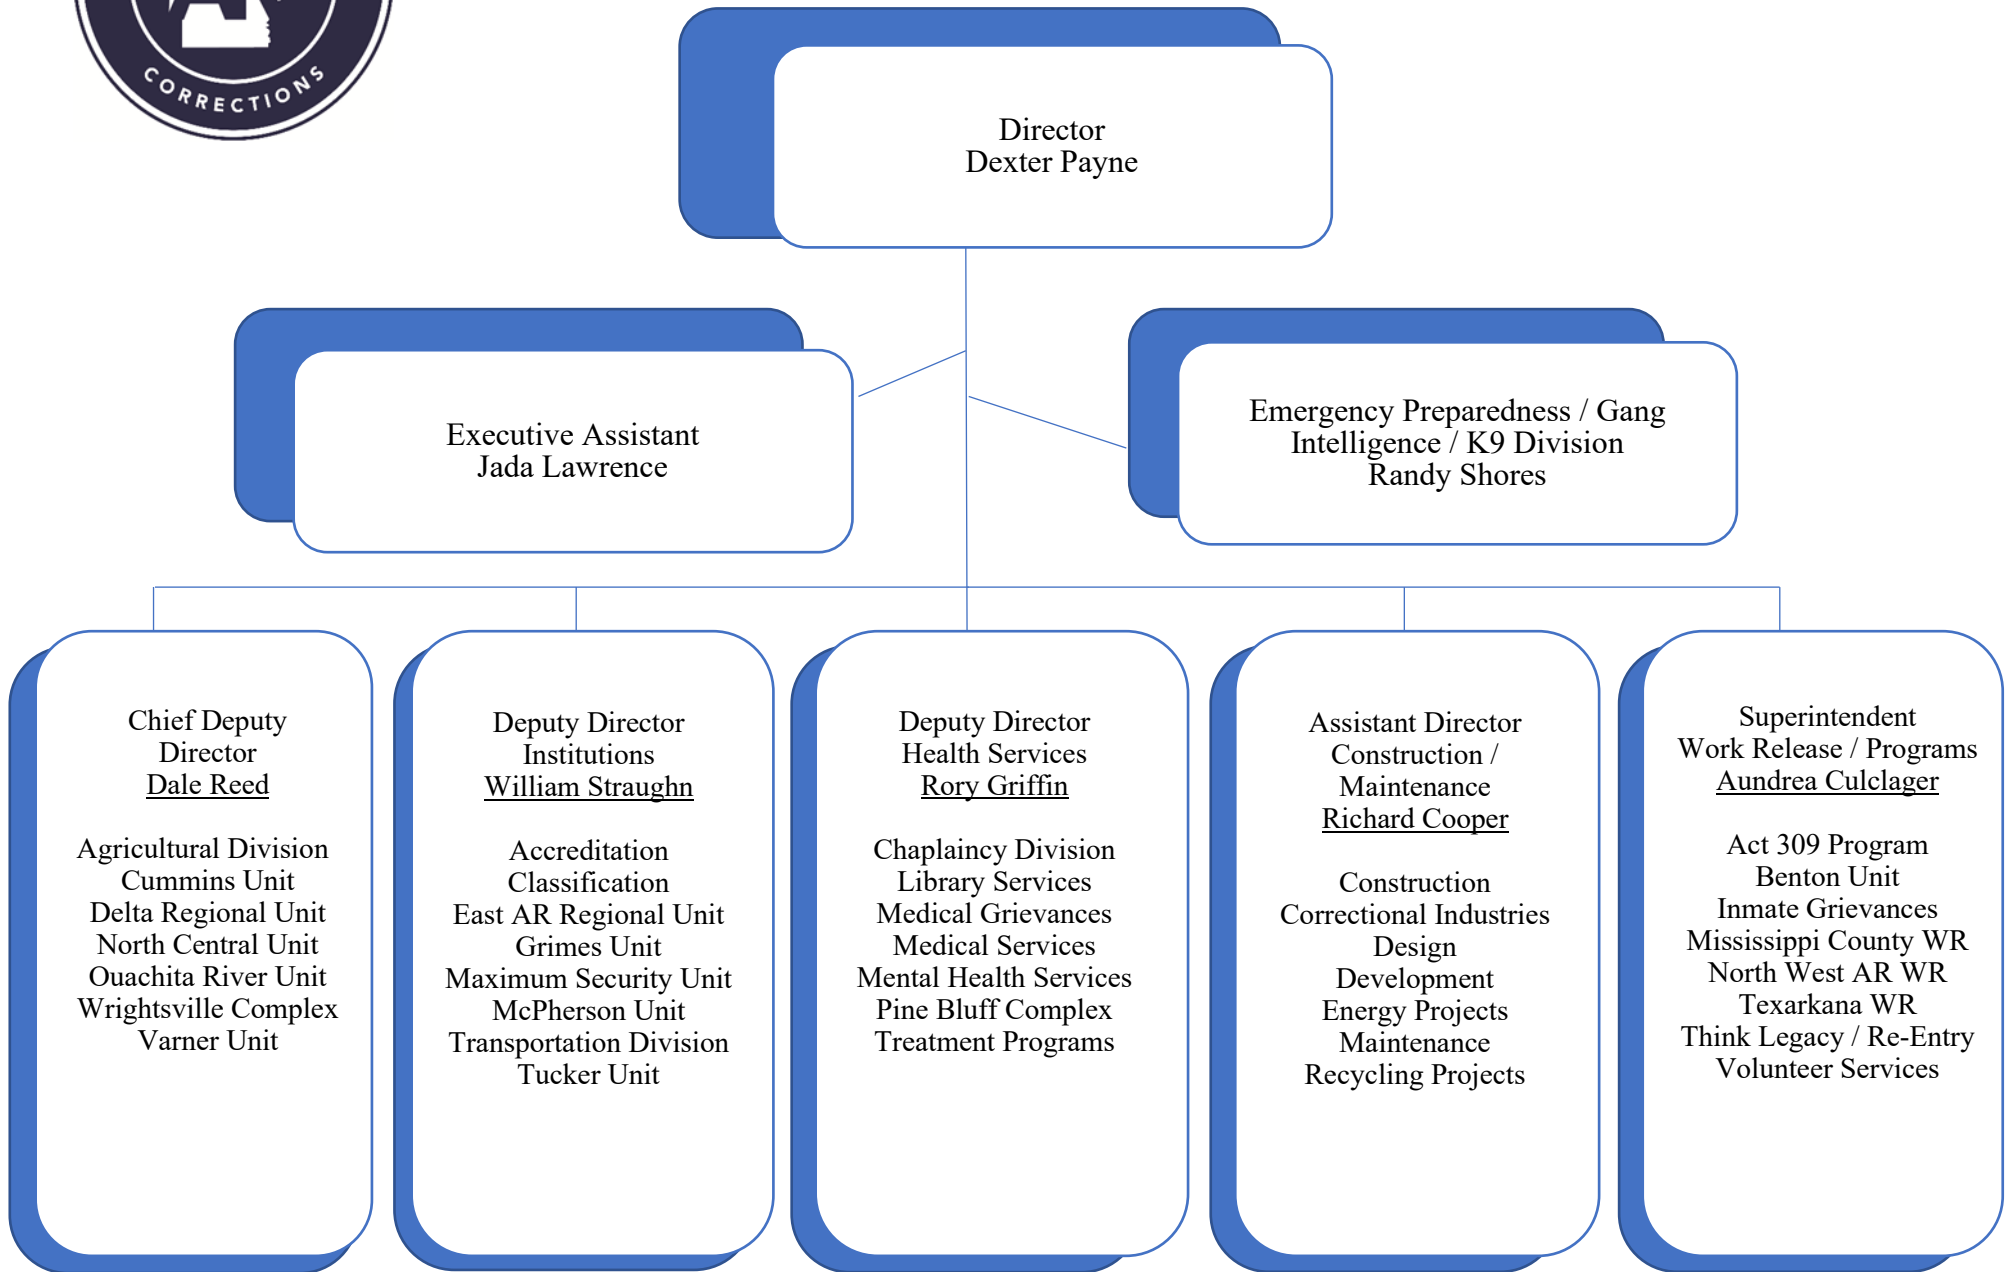 CORRECTIONS
Director
Dexter Payne
Executive Assistant
Jada Lawrence
Emergency Preparedness / Gang
Intelligence / K9 Division
Randy Shores
Chief Deputy
Director
Dale Reed
Agricultural Division
Cummins Unit
Delta Regional Unit
North Central Unit
Ouachita River Unit
Wrightsville Complex
Varner Unit
Deputy Director
Institutions
William Straughn
Accreditation
Classification
East AR Regional Unit
Grimes Unit
Maximum Security Unit
McPherson Unit
Transportation Division
Tucker Unit
Deputy Director
Health Services
Rory Griffin
Chaplaincy Division
Library Services
Medical Grievances
Medical Services
Mental Health Services
Pine Bluff Complex
Treatment Programs
Assistant Director
Construction /
Maintenance
Richard Cooper
Construction
Correctional Industries
Design
Development
Energy Projects
Maintenance
Recycling Projects
Superintendent
Work Release / Programs
Aundrea Culclager
Act 309 Program
Benton Unit
Inmate Grievances
Mississippi County WR
North West AR WR
Texarkana WR
Think Legacy / Re-Entry
Volunteer Services